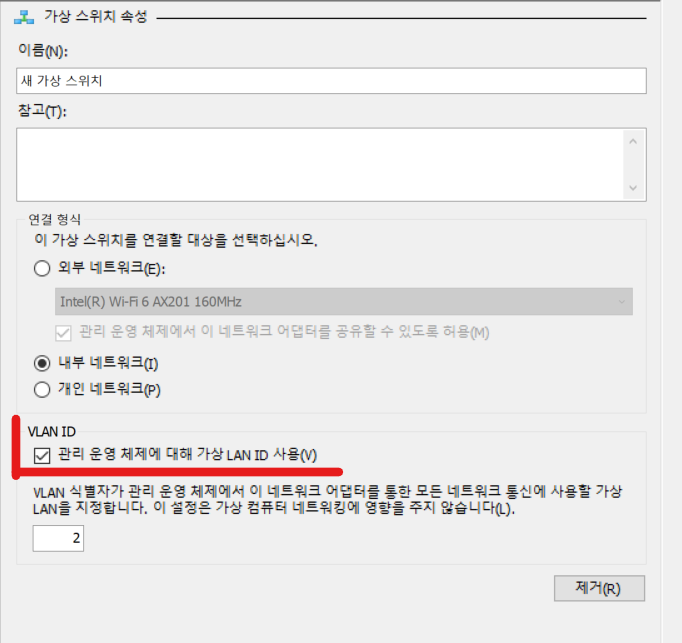 가상 스위치 속성
이름(N):
새 가상 스위치
참고(T):
연결 형식
이 가상 스위치를 연결할 대상을 선택하십시오.
외부 네트워크(E):
Intel(R) Wi-Fi 6 AX201 160MHz
관리 운영 체제에서 이 네트워크 어댑터를 공유할 수 있도록 허용(M)
내부 네트워크(I)
개인 네트워크(P)
VLAN ID
관리 운영 체제에 대해 가상 LAN ID 사용(V)
VLAN 식별자가 관리 운영 체제에서 이 네트워크 어댑터를 통한 모든 네트워크 통신에 사용할 가상
LAN을 지정합니다. 이 설정은 가상 컴퓨터 네트워킹에 영향을 주지 않습니다(L).
2
제거(R)